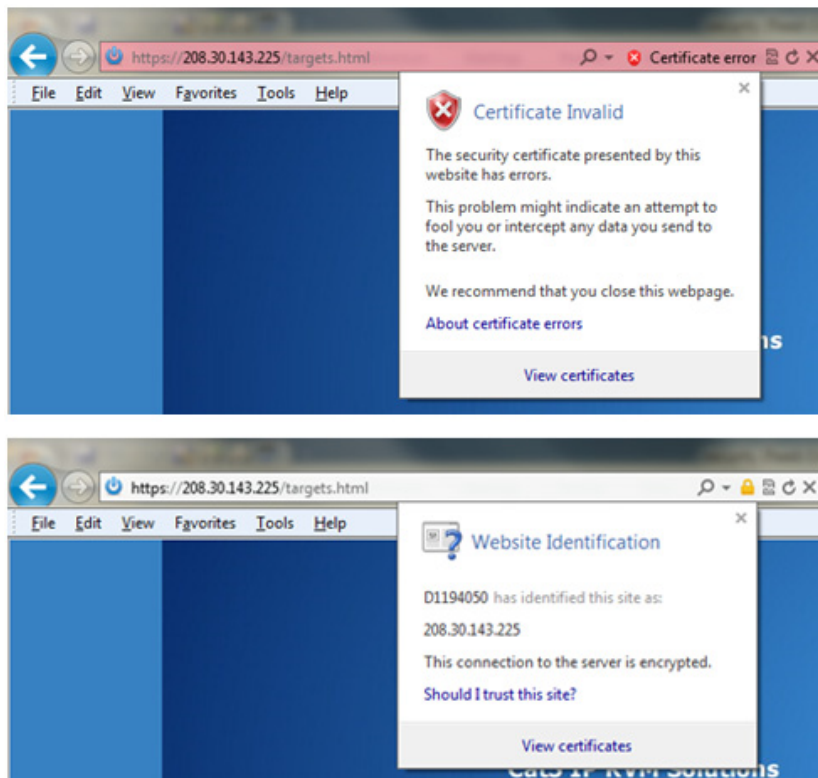 https://208.30.143.225/targets.html
Certificate error
File Edit View Favorites Tools Help
Certificate Invalid
The security certificate presented by this
website has errors.
This problem might indicate an attempt to
fool you or intercept any data you send to
the server.
We recommend that you close this webpage.
About certificate errors
ns
View certificates
https://208.30.143.225/targets.html
File Edit View Favorites Tools Help
Website Identification
D1194050 has identified this site as:
208.30.143.225
This connection to the server is encrypted.
Should I trust this site?
View certificates
Cat5 IP KVM Solutions